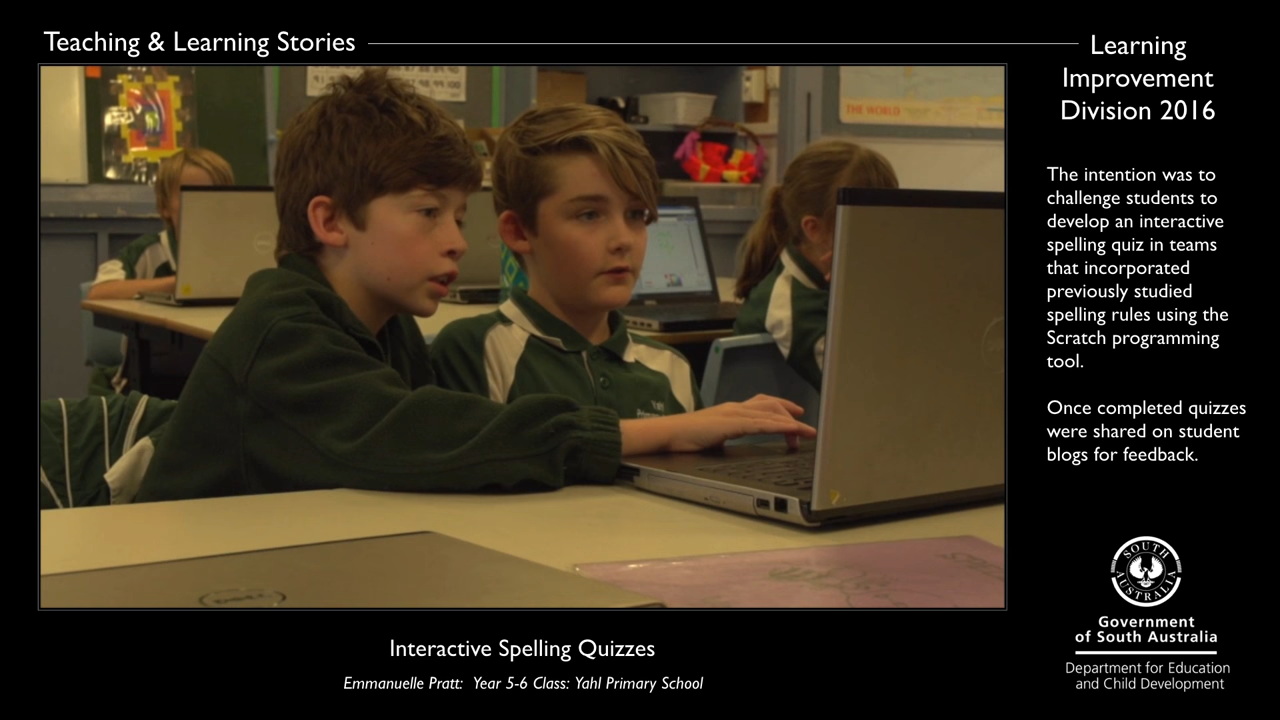 Teaching & Learning Stories
Learning
Improvement
Division 2016
THE WORLD
The intention was to
challenge students to
develop an interactive
spelling quiz in teams
that incorporated
previously studied
spelling rules using the
Scratch programming
tool.
Once completed quizzes
were shared on student
blogs for feedback.
DELL
SOUTH
AUSTRALIA
Government
of South Australia
Department for Education
and Child Development
Interactive Spelling Quizzes
Emmanuelle Pratt: Year 5-6 Class: Yahl Primary School